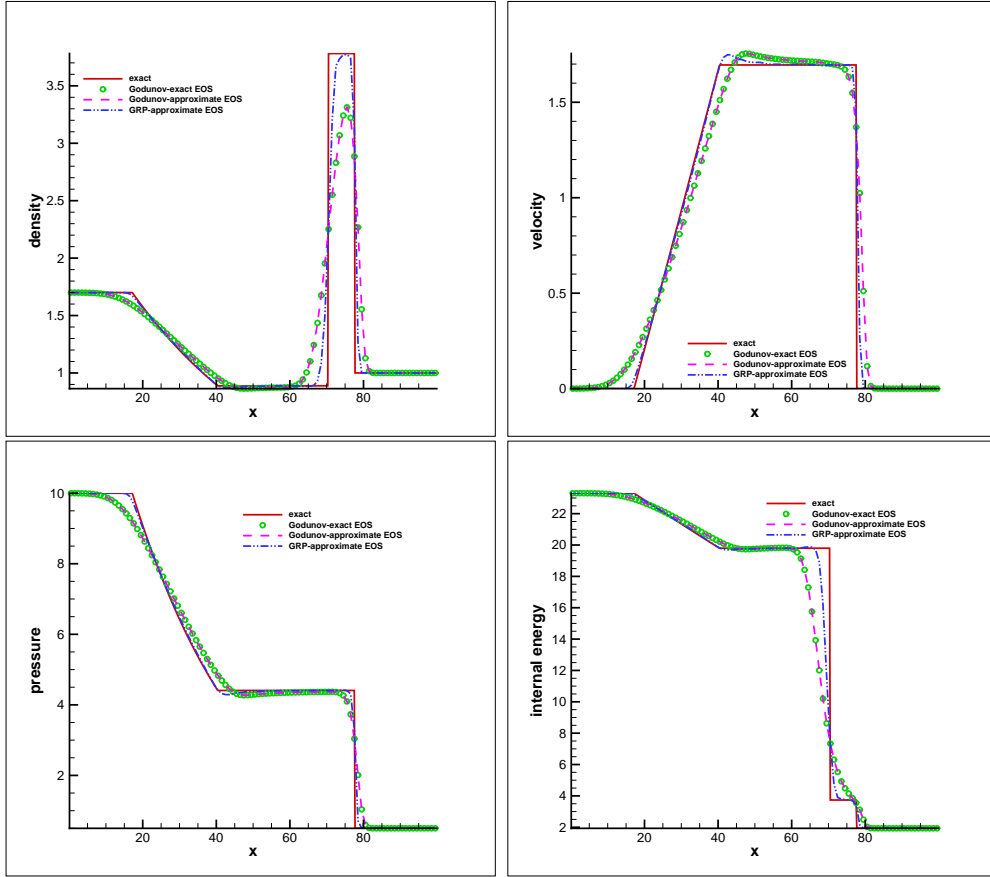 density
3.5
3
2.5
2
1.5
1
exact
Godunov-exact EOS
Godunov-approximate EOS
GRP-approximate EOS
20
40
60
80
x
velocity
1.5
1
0.5
0
exact
Godunov-exact EOS
Godunov-approximate EOS
GRP-approximate EOS
20
40
60
80
x
pressure
10
8
6
4
2
exact
Godunov-exact EOS
Godunov-approximate EOS
GRP-approximate EOS
20
40
60
80
x
internal energy
22
20
18
16
14
12
10
8
6
4
2
exact
Godunov-exact EOS
Godunov-approximate EOS
GRP-approximate EOS
20
40
60
80
x